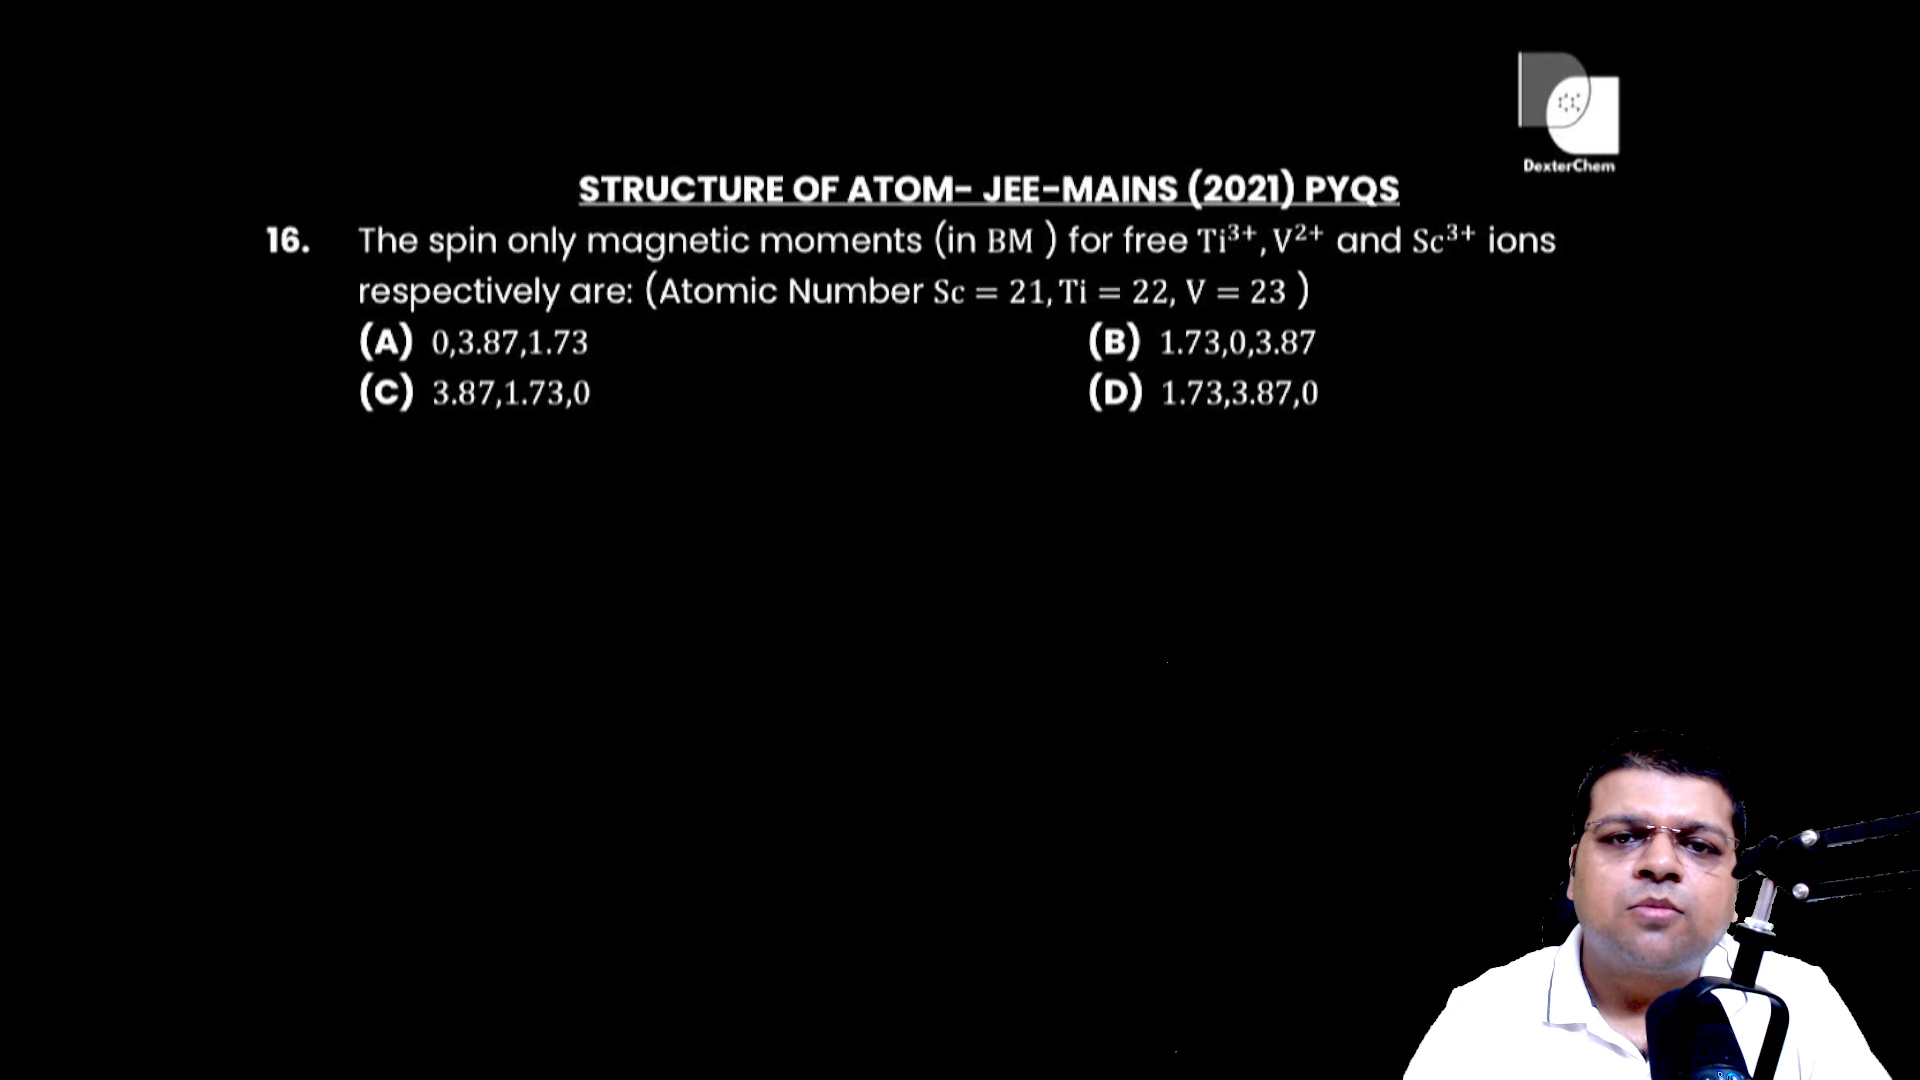 DexterChem
STRUCTURE OF ATOM- JEE-MAINS (2021) PYQS
16. The spin only magnetic moments (in BM ) for free Ti³⁺, V²⁺ and Sc³⁺ ions
respectively are: (Atomic Number Sc = 21, Ti = 22, V = 23 )
(A) 0,3.87,1.73 (B) 1.73,0,3.87
(C) 3.87,1.73,0 (D) 1.73,3.87,0